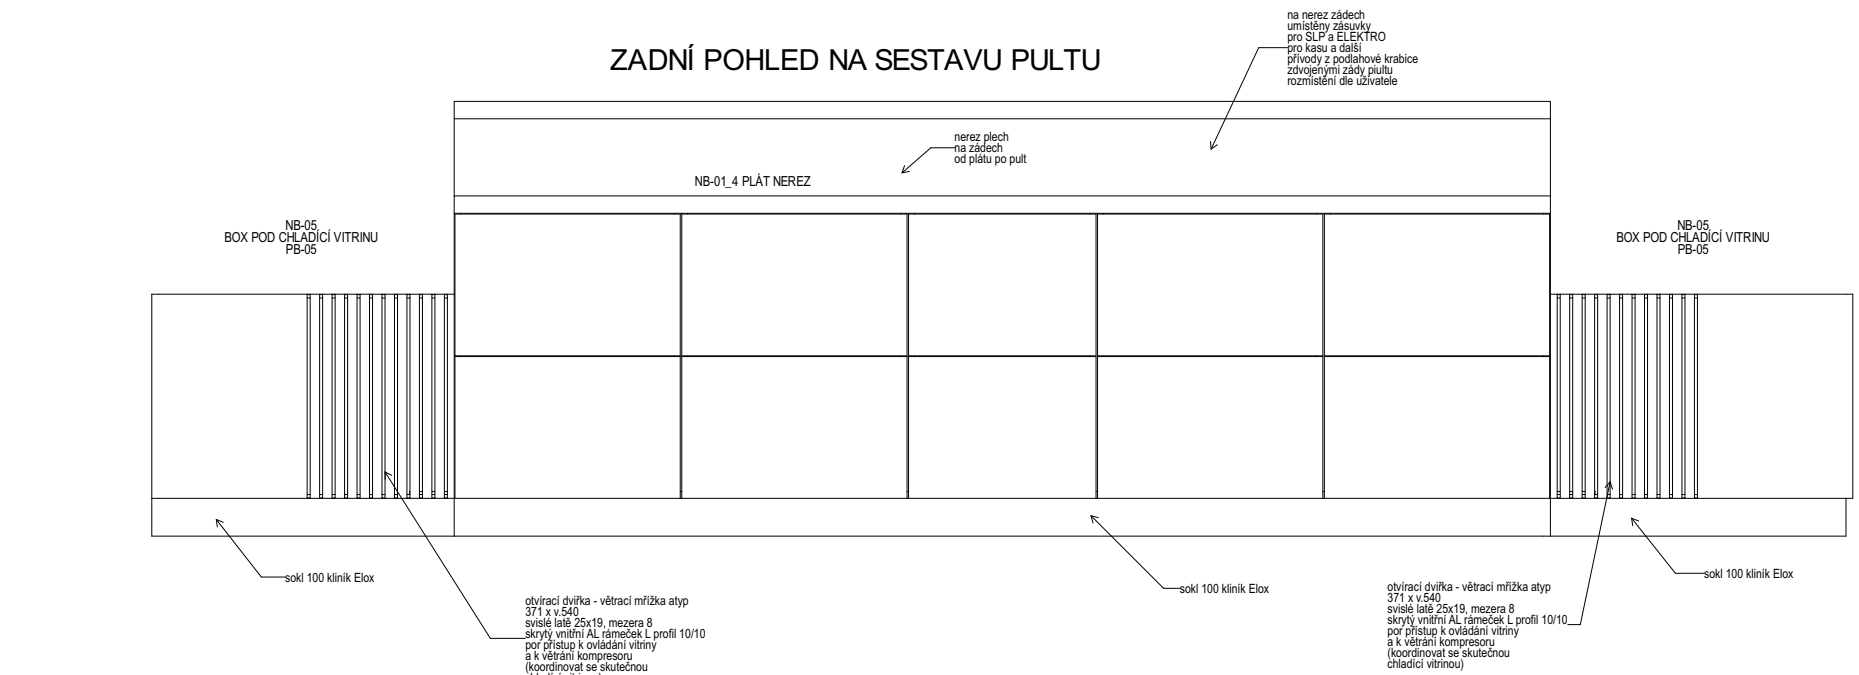 ZADNÍ POHLED NA SESTAVU PULTU
na nerez zádech
umístěny zásuvky
pro SLP a ELEKTRO
pro kasu a další
přívody z podlahové krabice
zdvojenými zády piultu
rozmístění dle uživatele
nerez plech
na zádech
od plátu po pult
NB-01_4 PLÁT NEREZ
NB-05,
BOX POD CHLADÍCÍ VITRINU
PB-05
NB-05,
BOX POD CHLADÍCÍ VITRINU
PB-05
sokl 100 kliník Elox
otvírací dvířka - větrací mřížka atyp
371 x v.540
svislé latě 25x19, mezera 8
skrytý vnitřní AL rámeček L profil 10/10
por přístup k ovládání vitríny
a k větrání kompresoru
(koordinovat se skutečnou
sokl 100 kliník Elox
otvírací dvířka - větrací mřížka atyp
371 x v.540
svislé latě 25x19, mezera 8
skrytý vnitřní AL rámeček L profil 10/10
por přístup k ovládání vitríny
a k větrání kompresoru
(koordinovat se skutečnou
chladící vitrínou)
sokl 100 kliník Elox